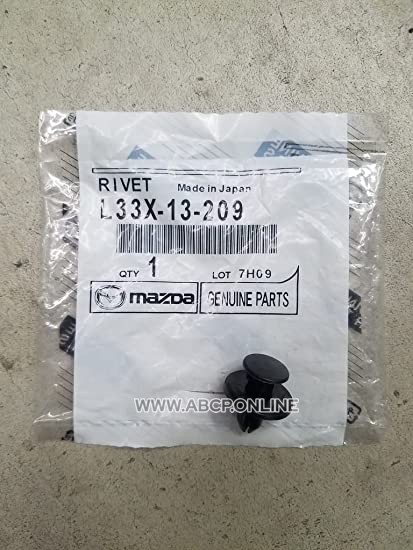 RIVET Made in Japan
L33X-13-209
QTY 1 LOT 7H09
mazda GENUINE PARTS
WWW.ABCP.ONLINE